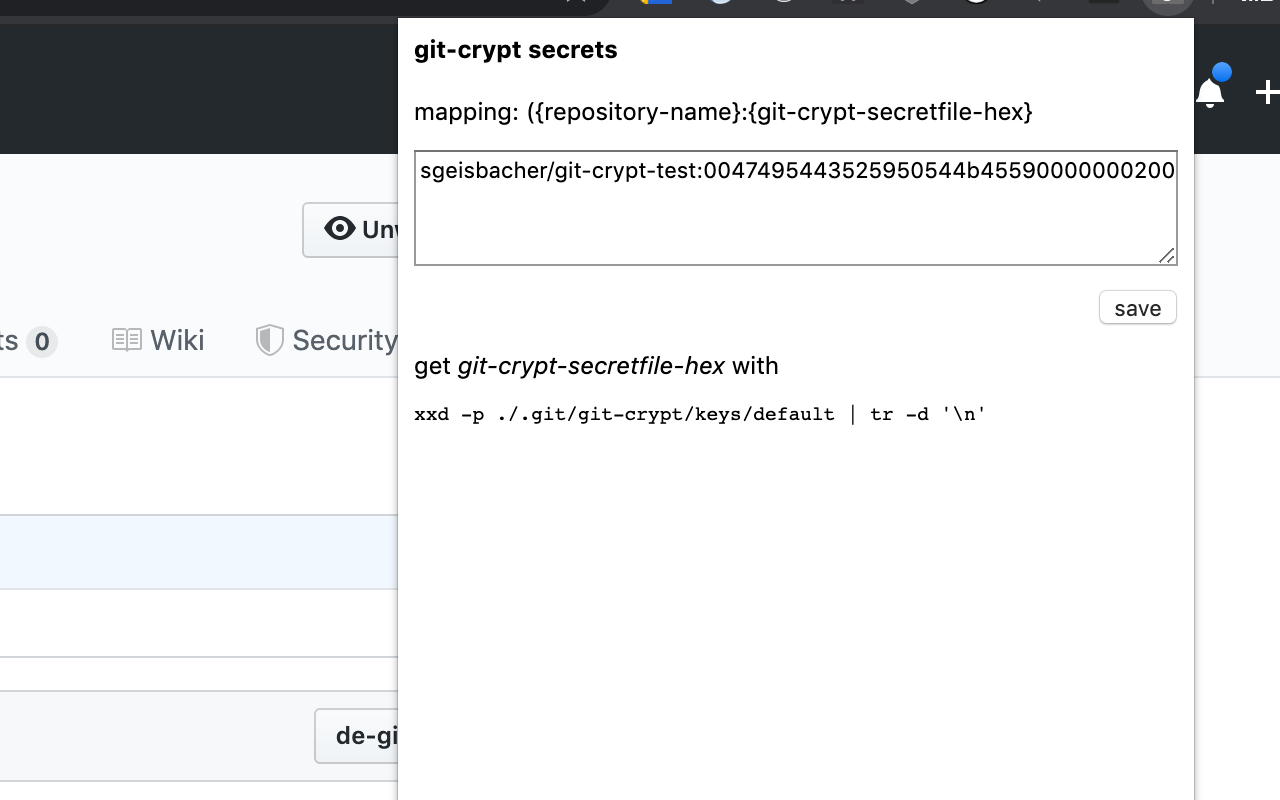 git-crypt secrets
mapping: ({repository-name}:{git-crypt-secretfile-hex}
sgeisbacher/git-crypt-test:0047495443525950544b45590000000200
Unw
save
ts 0 Wiki Security
get git-crypt-secretfile-hex with
xxd -p ./.git/git-crypt/keys/default | tr -d '\n'
de-gi